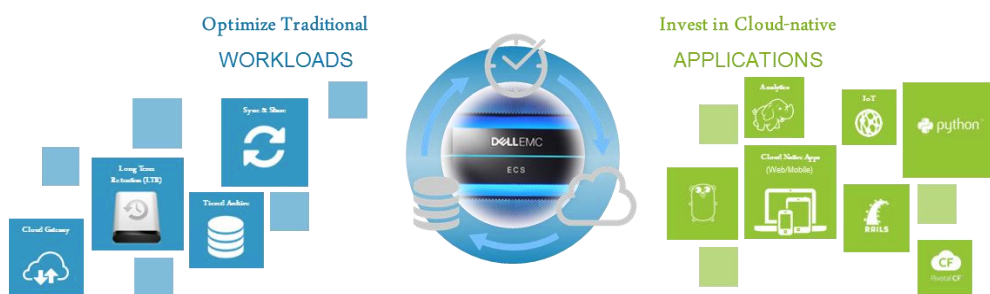 Optimize Traditional
WORKLOADS
Sync & Share
Long Term
Retention (LTR)
Tiered Archive
Cloud Gateway
DELLEMC
ECS
Invest in Cloud-native
APPLICATIONS
Analytics
IoT
python
Cloud Native Apps
(Web/Mobile)
RAILS
CF
Pivotal CF